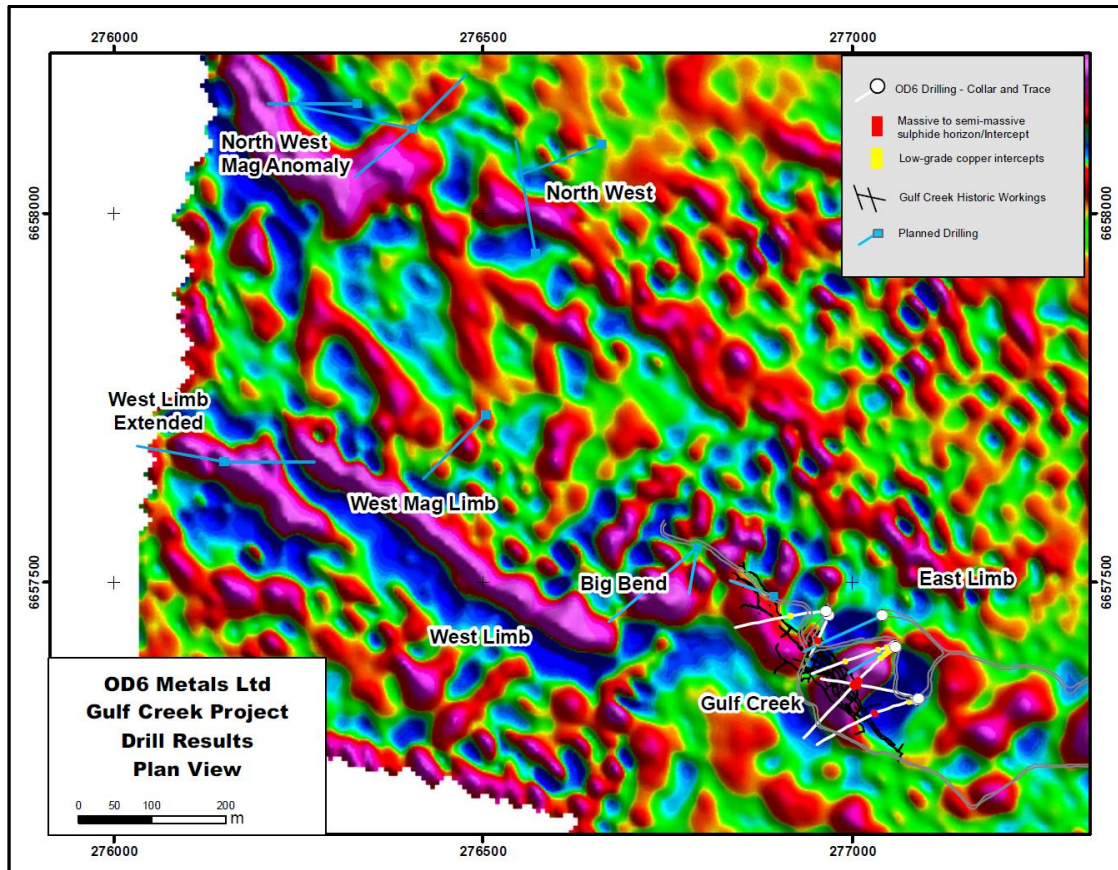 276000
276500
277000
OD6 Drilling - Collar and Trace
Massive to semi-massive
sulphide horizon/Intercept
Low-grade copper intercepts
Gulf Creek Historic Workings
Planned Drilling
North West
Mag Anomaly
North West
6658000
6658000
West Limb
Extended
West Mag Limb
6657500
6657500
Big Bend
East Limb
West Limb
Gulf Creek
OD6 Metals Ltd
Gulf Creek Project
Drill Results
Plan View
0 50 100 200
m
276000
276500
277000